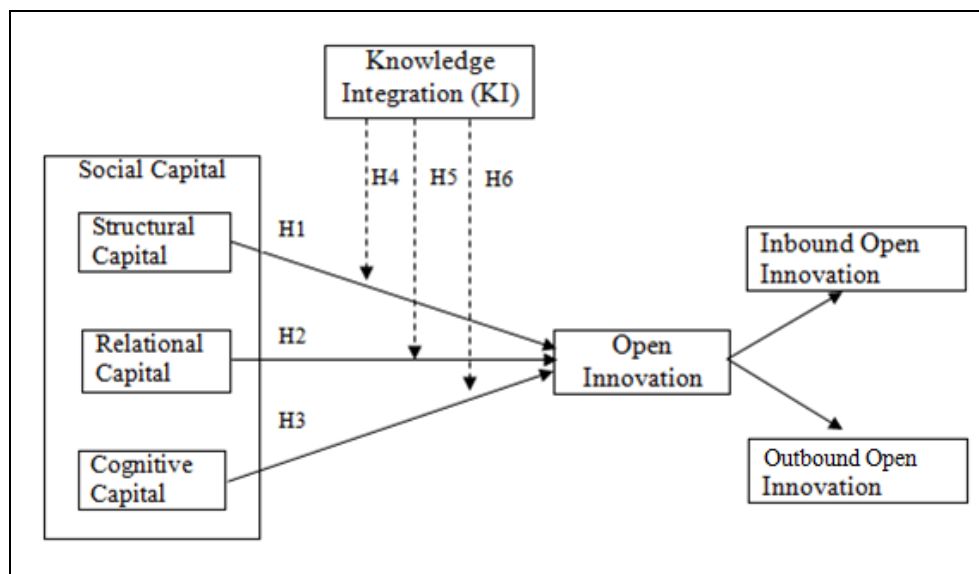 Knowledge
Integration (KI)
Social Capital
H4
H5
H6
Structural
Capital
H1
Inbound Open
Innovation
Relational
Capital
H2
Open
Innovation
H3
Cognitive
Capital
Outbound Open
Innovation